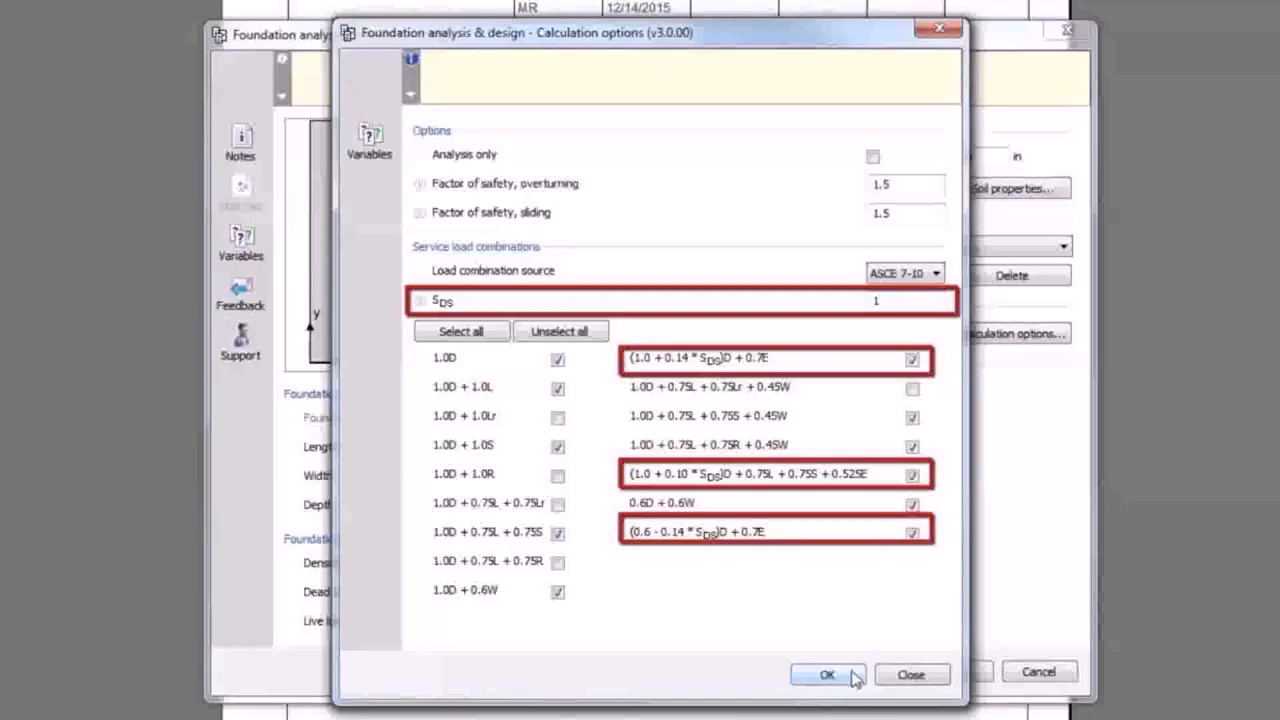 MR 12/14/2015
Foundation analy
Foundation analysis & design - Calculation options (v3.0.00)
Notes
Variables
Feedback
Support
Variables
y
Options
Analysis only
Factor of safety, overturning 1.5
Factor of safety, sliding 1.5
Service load combinations
Load combination source ASCE 7-10
SDS 1
Select all Unselect all
1.0D
1.0D + 1.0L
1.0D + 1.0Lr
1.0D + 1.0S
1.0D + 1.0R
1.0D + 0.75L + 0.75Lr
1.0D + 0.75L + 0.75S
1.0D + 0.75L + 0.75R
1.0D + 0.6W
(1.0 + 0.14 * SDS)D + 0.7E
1.0D + 0.75L + 0.75Lr + 0.45W
1.0D + 0.75L + 0.75S + 0.45W
1.0D + 0.75L + 0.75R + 0.45W
(1.0 + 0.10 * SDS)D + 0.75L + 0.75S + 0.525E
0.6D + 0.6W
(0.6 - 0.14 * SDS)D + 0.7E
OK Close
in
Soil properties...
Delete
culation options...
Cancel
Foundatio
Foun
Lengt
Widt
Depth
Foundatio
Dens
Dead
Live lo